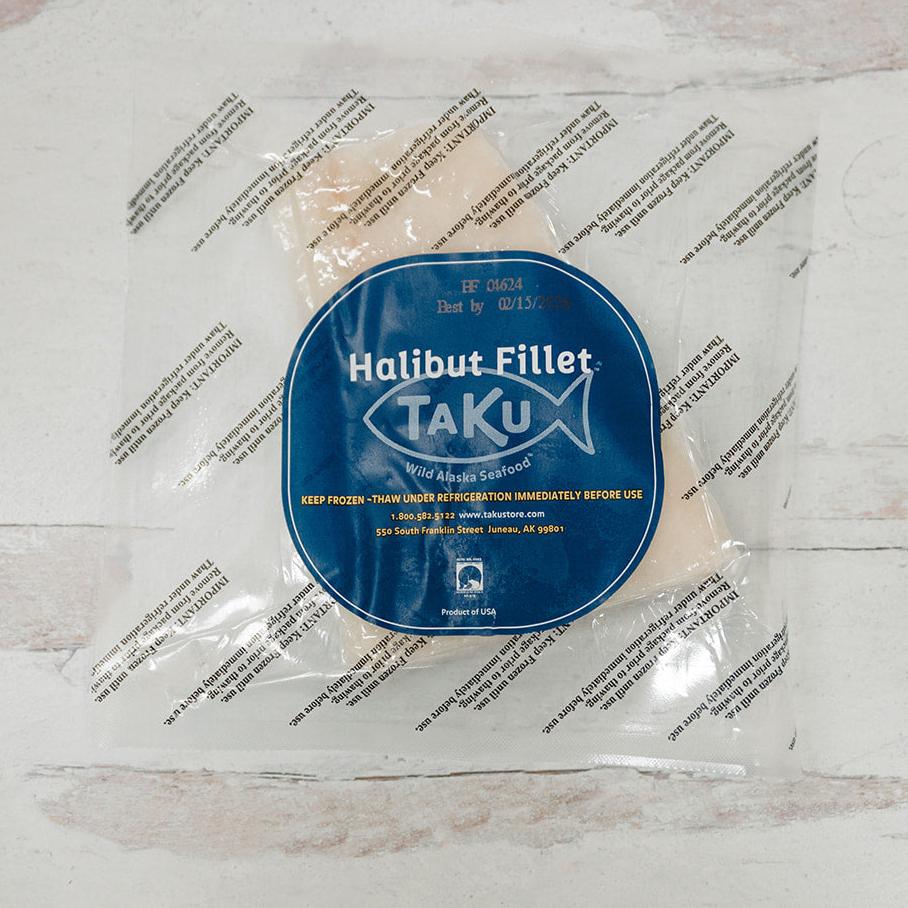 HF 04624
Best by 02/15/2026
Halibut Fillet
TaKu
Wild Alaska Seafood™
KEEP FROZEN ~THAW UNDER REFRIGERATION IMMEDIATELY BEFORE USE
1.800.582.5122 www.takustore.com
550 South Franklin Street Juneau, AK 99801
Product of USA
IMPORTANT: Keep Frozen until use.
Remove from package prior to thawing.
Thaw under refrigeration immediately before use.